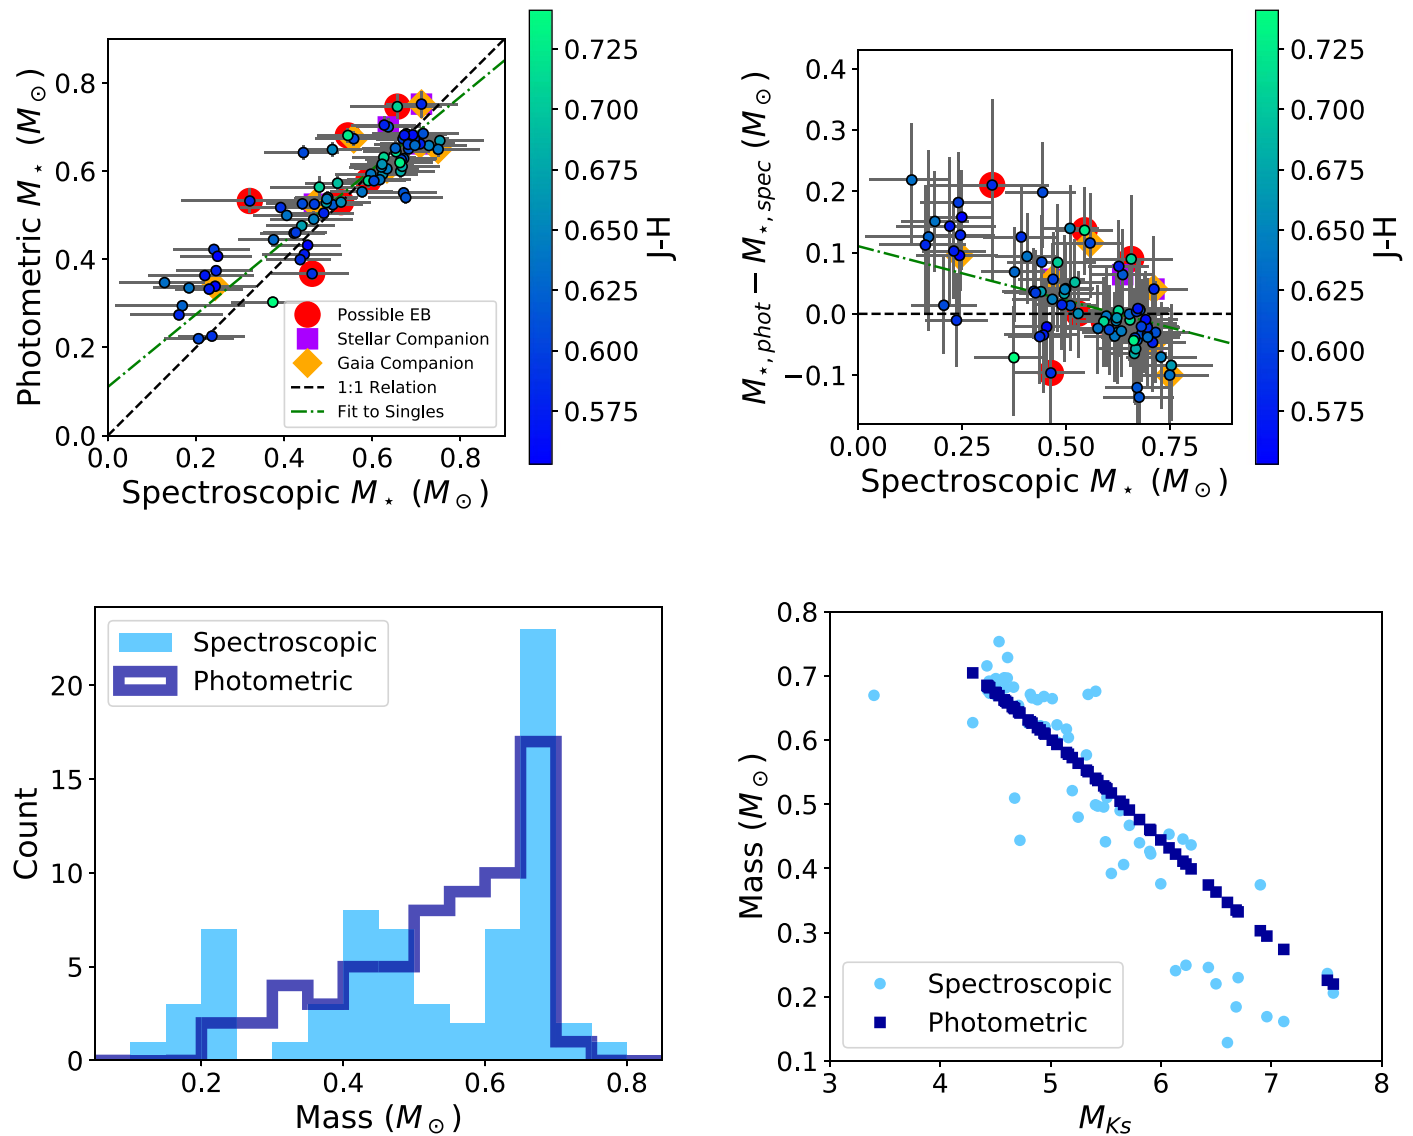 Photometric M⋆ (M⊙)
0.8
0.6
0.4
0.2
0.0
0.0 0.2 0.4 0.6 0.8
Spectroscopic M⋆ (M⊙)
Possible EB
Stellar Companion
Gaia Companion
1:1 Relation
Fit to Singles
0.725
0.700
0.675
0.650
0.625
0.600
0.575
J-H
M⋆,phot − M⋆,spec (M⊙)
0.4
0.3
0.2
0.1
0.0
−0.1
0.00 0.25 0.50 0.75
Spectroscopic M⋆ (M⊙)
0.725
0.700
0.675
0.650
0.625
0.600
0.575
J-H
Count
20
15
10
5
0
0.2 0.4 0.6 0.8
Mass (M⊙)
Spectroscopic
Photometric
Mass (M⊙)
0.8
0.7
0.6
0.5
0.4
0.3
0.2
0.1
3 4 5 6 7 8
M_Ks
Spectroscopic
Photometric